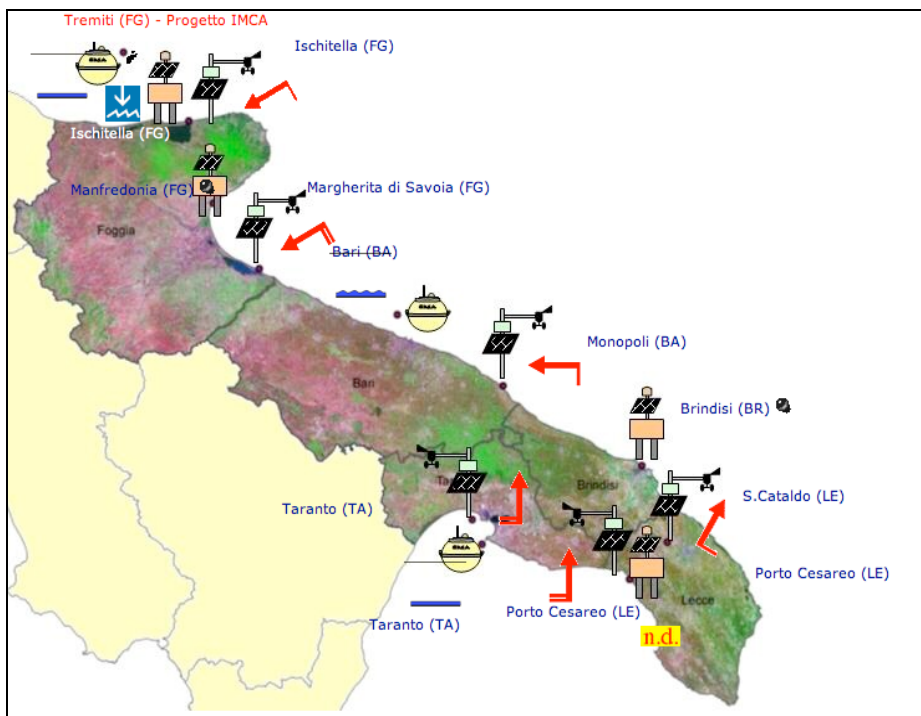 Tremiti (FG) - Progetto IMCA
Ischitella (FG)
Ischitella (FG)
Manfredonia (FG)
Margherita di Savoia (FG)
Foggia
Bari (BA)
Monopoli (BA)
Bari
Brindisi (BR)
Ta
Brindisi
Taranto (TA)
S.Cataldo (LE)
Porto Cesareo (LE)
Lecce
Porto Cesareo (LE)
Taranto (TA)
n.d.